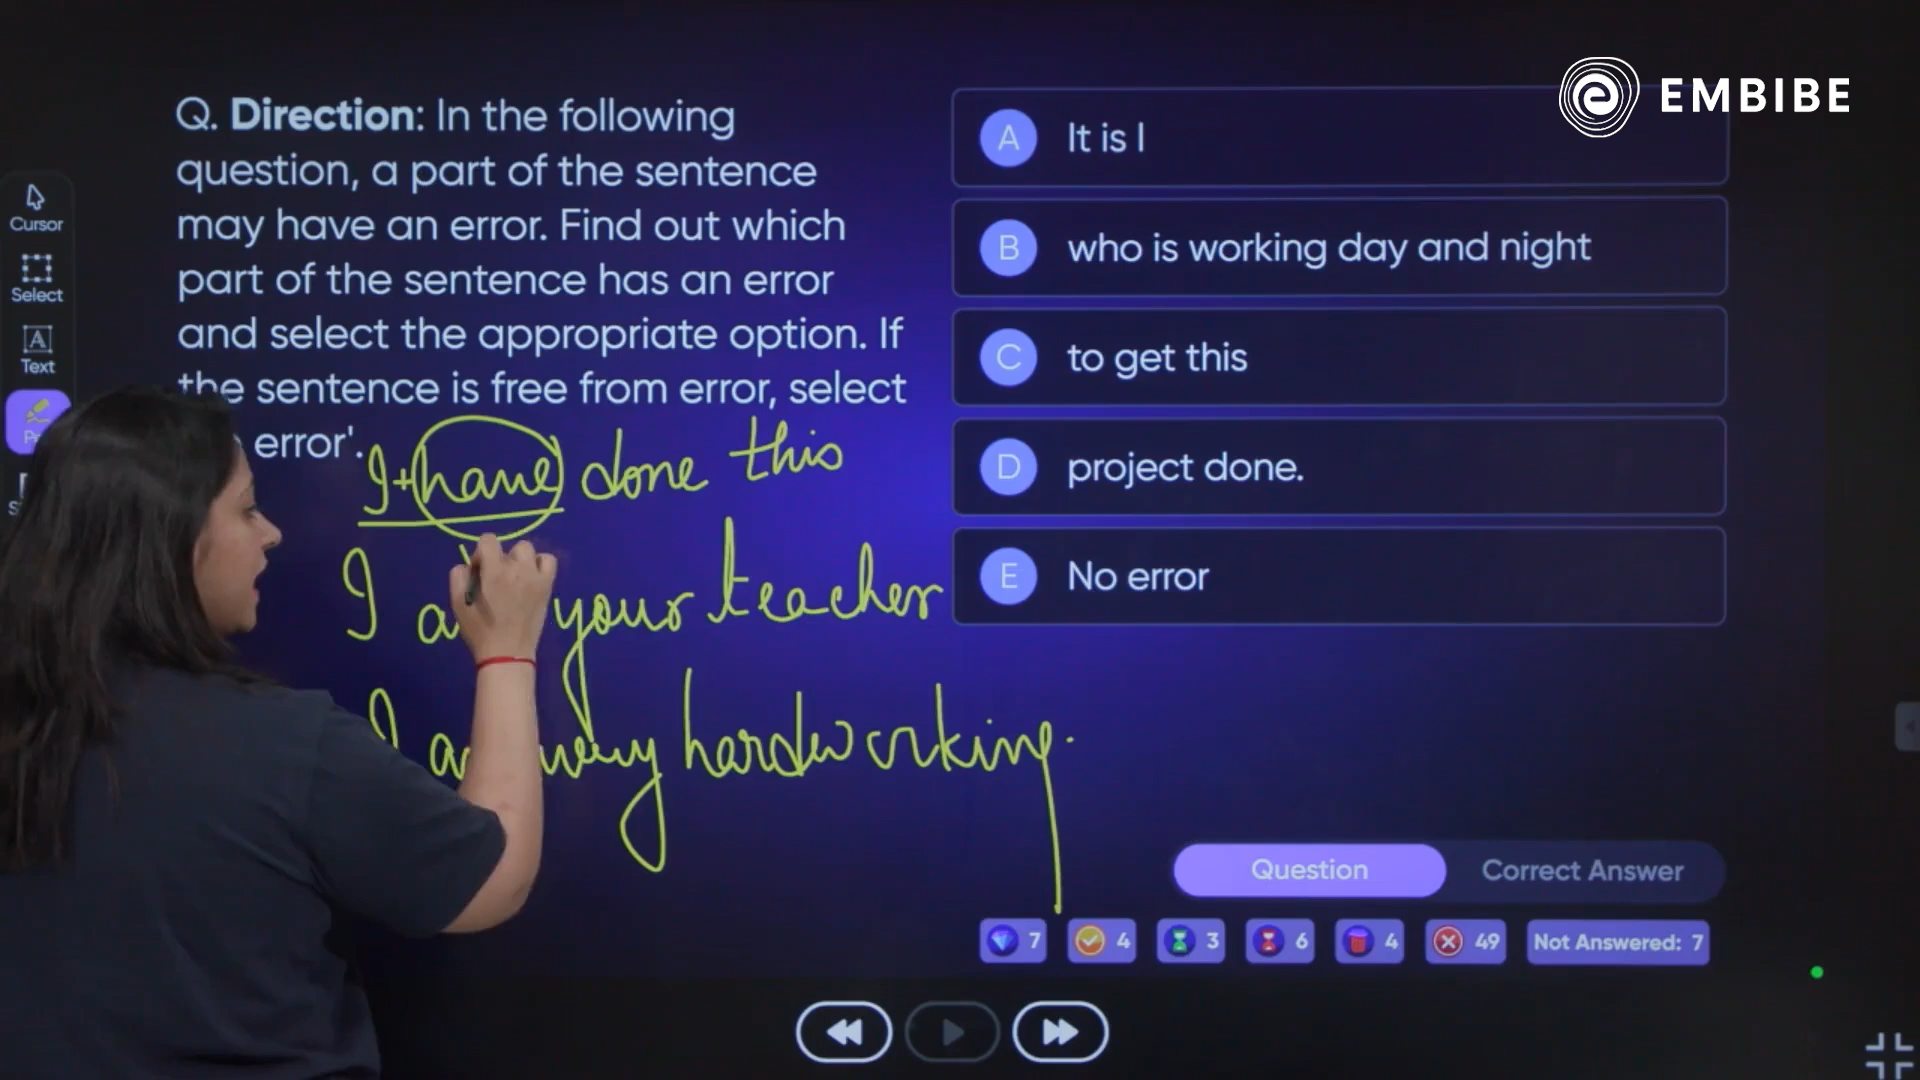 EMBIBE
Q. Direction: In the following
question, a part of the sentence
may have an error. Find out which
part of the sentence has an error
and select the appropriate option. If
the sentence is free from error, select
error'.
A It is I
B who is working day and night
C to get this
D project done.
E No error
Cursor
Select
A
Text
I+have done this
I your teacher
I very hardworking.
Question
Correct Answer
7
4
3
6
4
49
Not Answered: 7